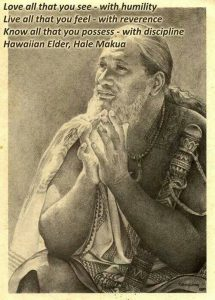 Love all that you see - with humility
Live all that you feel - with reverence
Know all that you possess - with discipline
Hawaiian Elder, Hale Makua